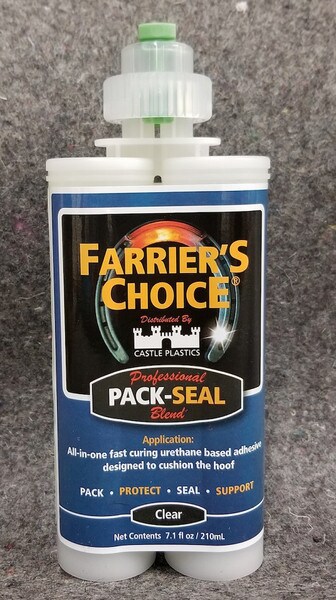 FARRIER'S
CHOICE®
Distributed By
CASTLE PLASTICS
Professional
PACK-SEAL
Blend
Application:
All-in-one fast curing urethane based adhesive
designed to cushion the hoof
PACK • PROTECT • SEAL • SUPPORT
Clear
Net Contents 7.1 fl oz / 210mL